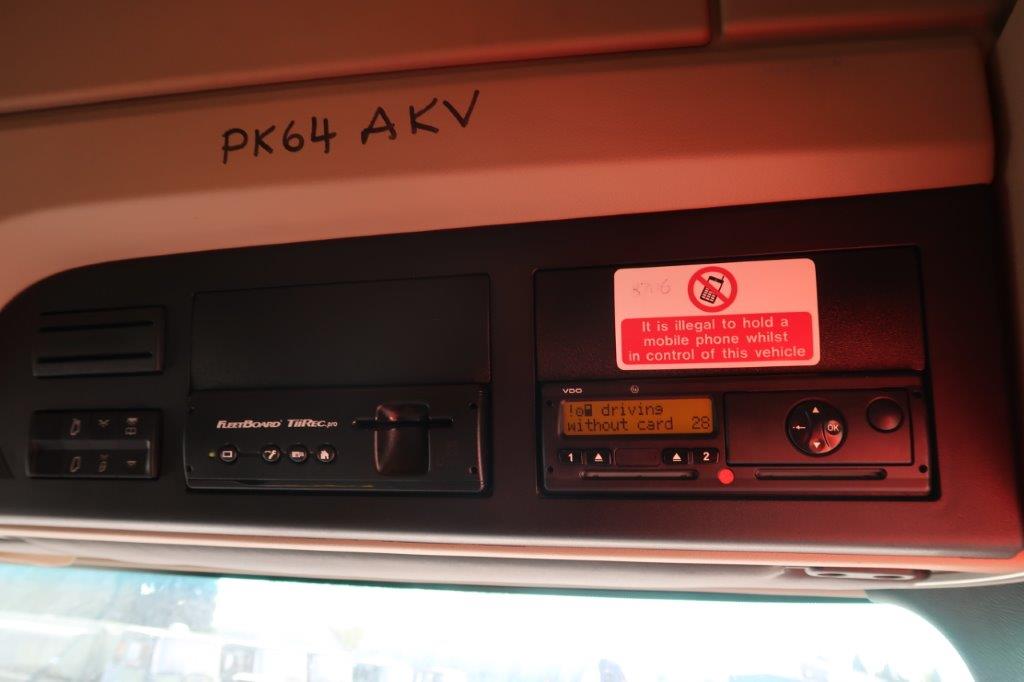 PK64 AKV
It is illegal to hold a
mobile phone whilst
in control of this vehicle
VDO
FLEETBOARD TiiREC.pro
driving
without card 28
OK
1 2